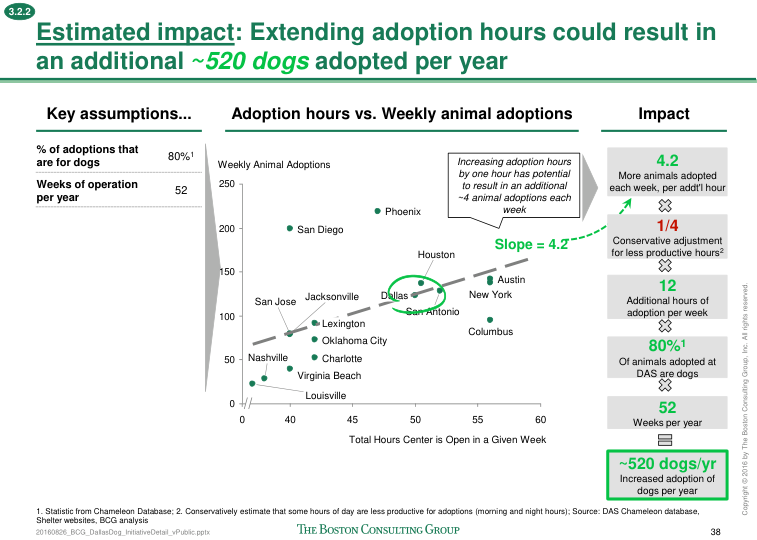 3.2.2
Estimated impact: Extending adoption hours could result in
an additional ~520 dogs adopted per year
Key assumptions...
% of adoptions that
are for dogs
80%1
Weeks of operation
per year
52
Adoption hours vs. Weekly animal adoptions
Weekly Animal Adoptions
250
200
150
100
50
0
0
40
45
50
55
60
Total Hours Center is Open in a Given Week
Increasing adoption hours
by one hour has potential
to result in an additional
~4 animal adoptions each
week
Slope = 4.2
Phoenix
San Diego
Houston
Austin
Dallas
New York
San Antonio
Columbus
Jacksonville
San Jose
Lexington
Oklahoma City
Charlotte
Nashville
Virginia Beach
Louisville
Impact
4.2
More animals adopted
each week, per addt'l hour
1/4
Conservative adjustment
for less productive hours2
12
Additional hours of
adoption per week
80%1
Of animals adopted at
DAS are dogs
52
Weeks per year
~520 dogs/yr
Increased adoption of
dogs per year
1. Statistic from Chameleon Database; 2. Conservatively estimate that some hours of day are less productive for adoptions (morning and night hours); Source: DAS Chameleon database,
Shelter websites, BCG analysis
20160826_BCG_DallasDog_InitiativeDetail_vPublic.pptx
THE BOSTON CONSULTING GROUP
38
Copyright © 2016 by The Boston Consulting Group, Inc. All rights reserved.